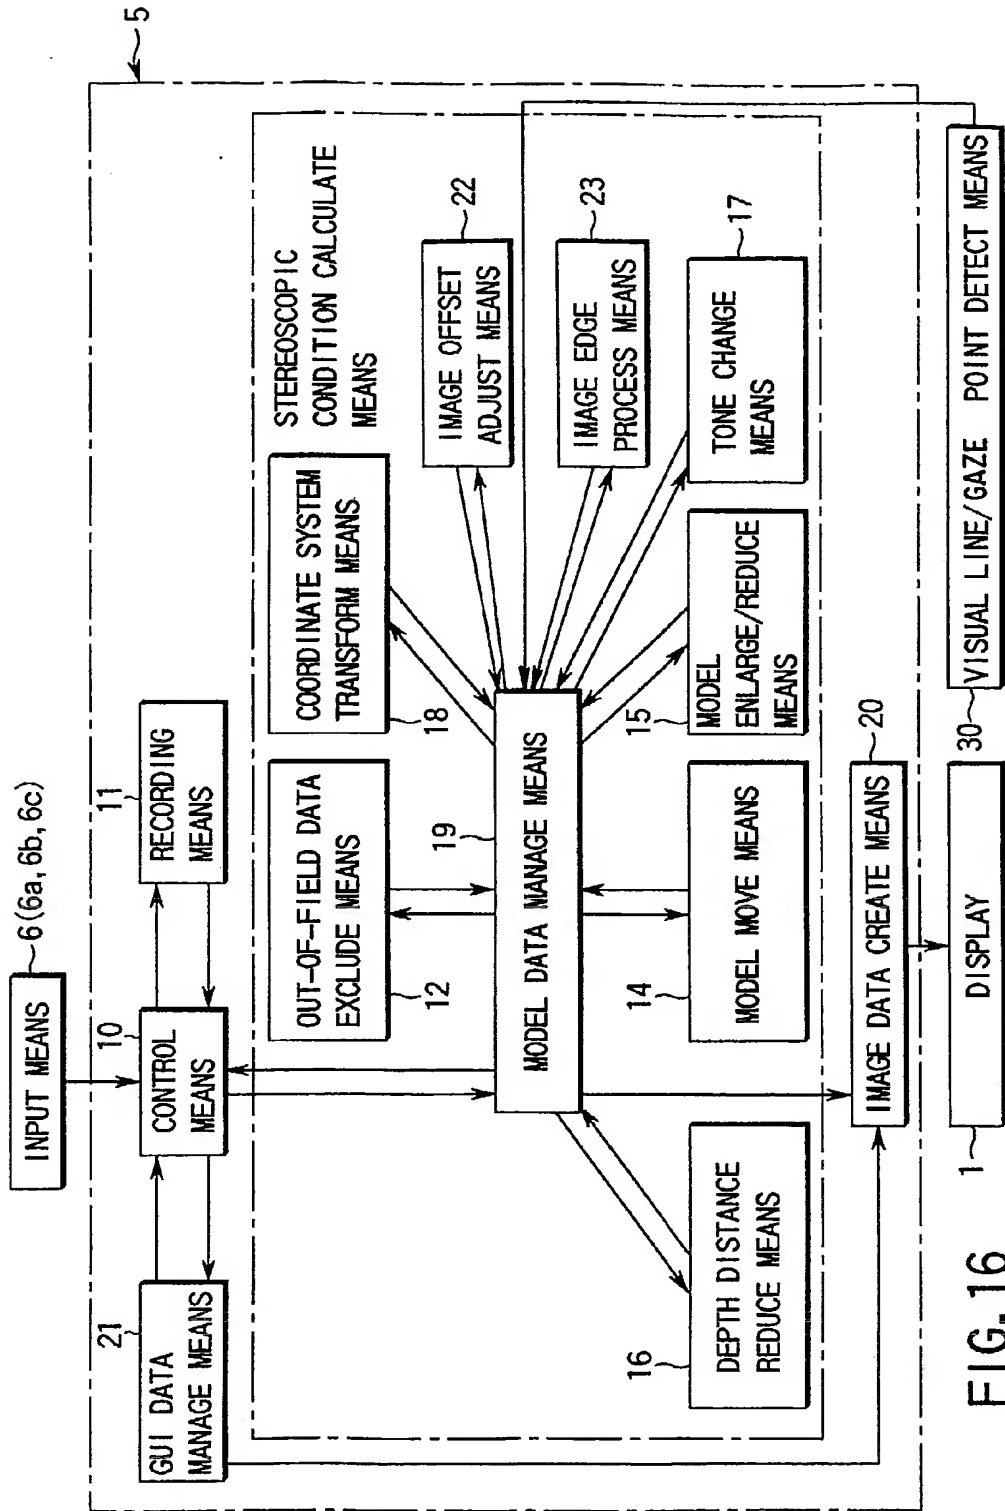 5
6(6a, 6b, 6c)
INPUT MEANS
21
GUI DATA
MANAGE MEANS
10
CONTROL
MEANS
11
RECORDING
MEANS
STEREOSCOPIC
CONDITION CALCULATE
MEANS
OUT-OF-FIELD DATA
EXCLUDE MEANS
12
COORDINATE SYSTEM
TRANSFORM MEANS
18
22
IMAGE OFFSET
ADJUST MEANS
19
MODEL DATA MANAGE MEANS
23
IMAGE EDGE
PROCESS MEANS
16
DEPTH DISTANCE
REDUCE MEANS
14
MODEL MOVE MEANS
15
MODEL
ENLARGE/REDUCE
MEANS
17
TONE CHANGE
MEANS
20
IMAGE DATA CREATE MEANS
1
DISPLAY
30
VISUAL LINE/GAZE POINT DETECT MEANS
FIG. 16